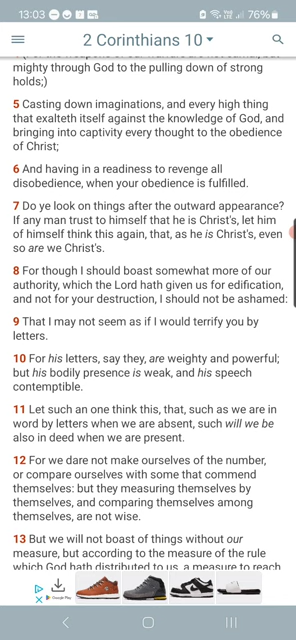 13:03
76%
2 Corinthians 10
mighty through God to the pulling down of strong
holds;)
5 Casting down imaginations, and every high thing
that exalteth itself against the knowledge of God, and
bringing into captivity every thought to the obedience
of Christ;
6 And having in a readiness to revenge all
disobedience, when your obedience is fulfilled.
7 Do ye look on things after the outward appearance?
If any man trust to himself that he is Christ's, let him
of himself think this again, that, as he is Christ's, even
so are we Christ's.
8 For though I should boast somewhat more of our
authority, which the Lord hath given us for edification,
and not for your destruction, I should not be ashamed:
9 That I may not seem as if I would terrify you by
letters.
10 For his letters, say they, are weighty and powerful;
but his bodily presence is weak, and his speech
contemptible.
11 Let such an one think this, that, such as we are in
word by letters when we are absent, such will we be
also in deed when we are present.
12 For we dare not make ourselves of the number,
or compare ourselves with some that commend
themselves: but they measuring themselves by
themselves, and comparing themselves among
themselves, are not wise.
13 But we will not boast of things without our
measure, but according to the measure of the rule
which God hath distributed to us, a measure to reach
Google Play